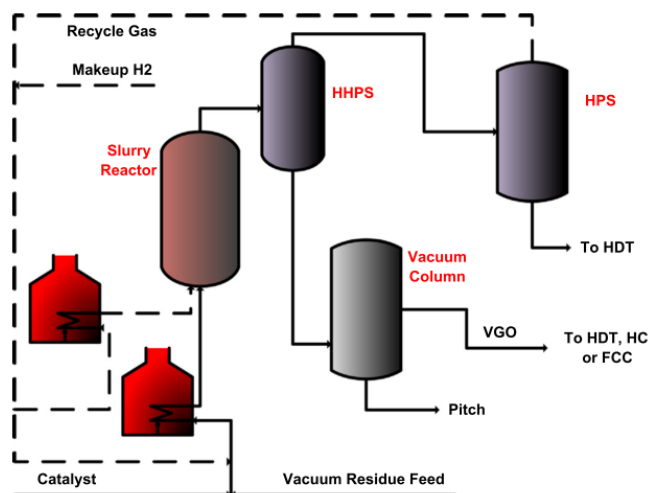 Recycle Gas
Makeup H2
HHPS
HPS
Slurry
Reactor
To HDT
Vacuum
Column
VGO
To HDT, HC
or FCC
Pitch
Catalyst
Vacuum Residue Feed